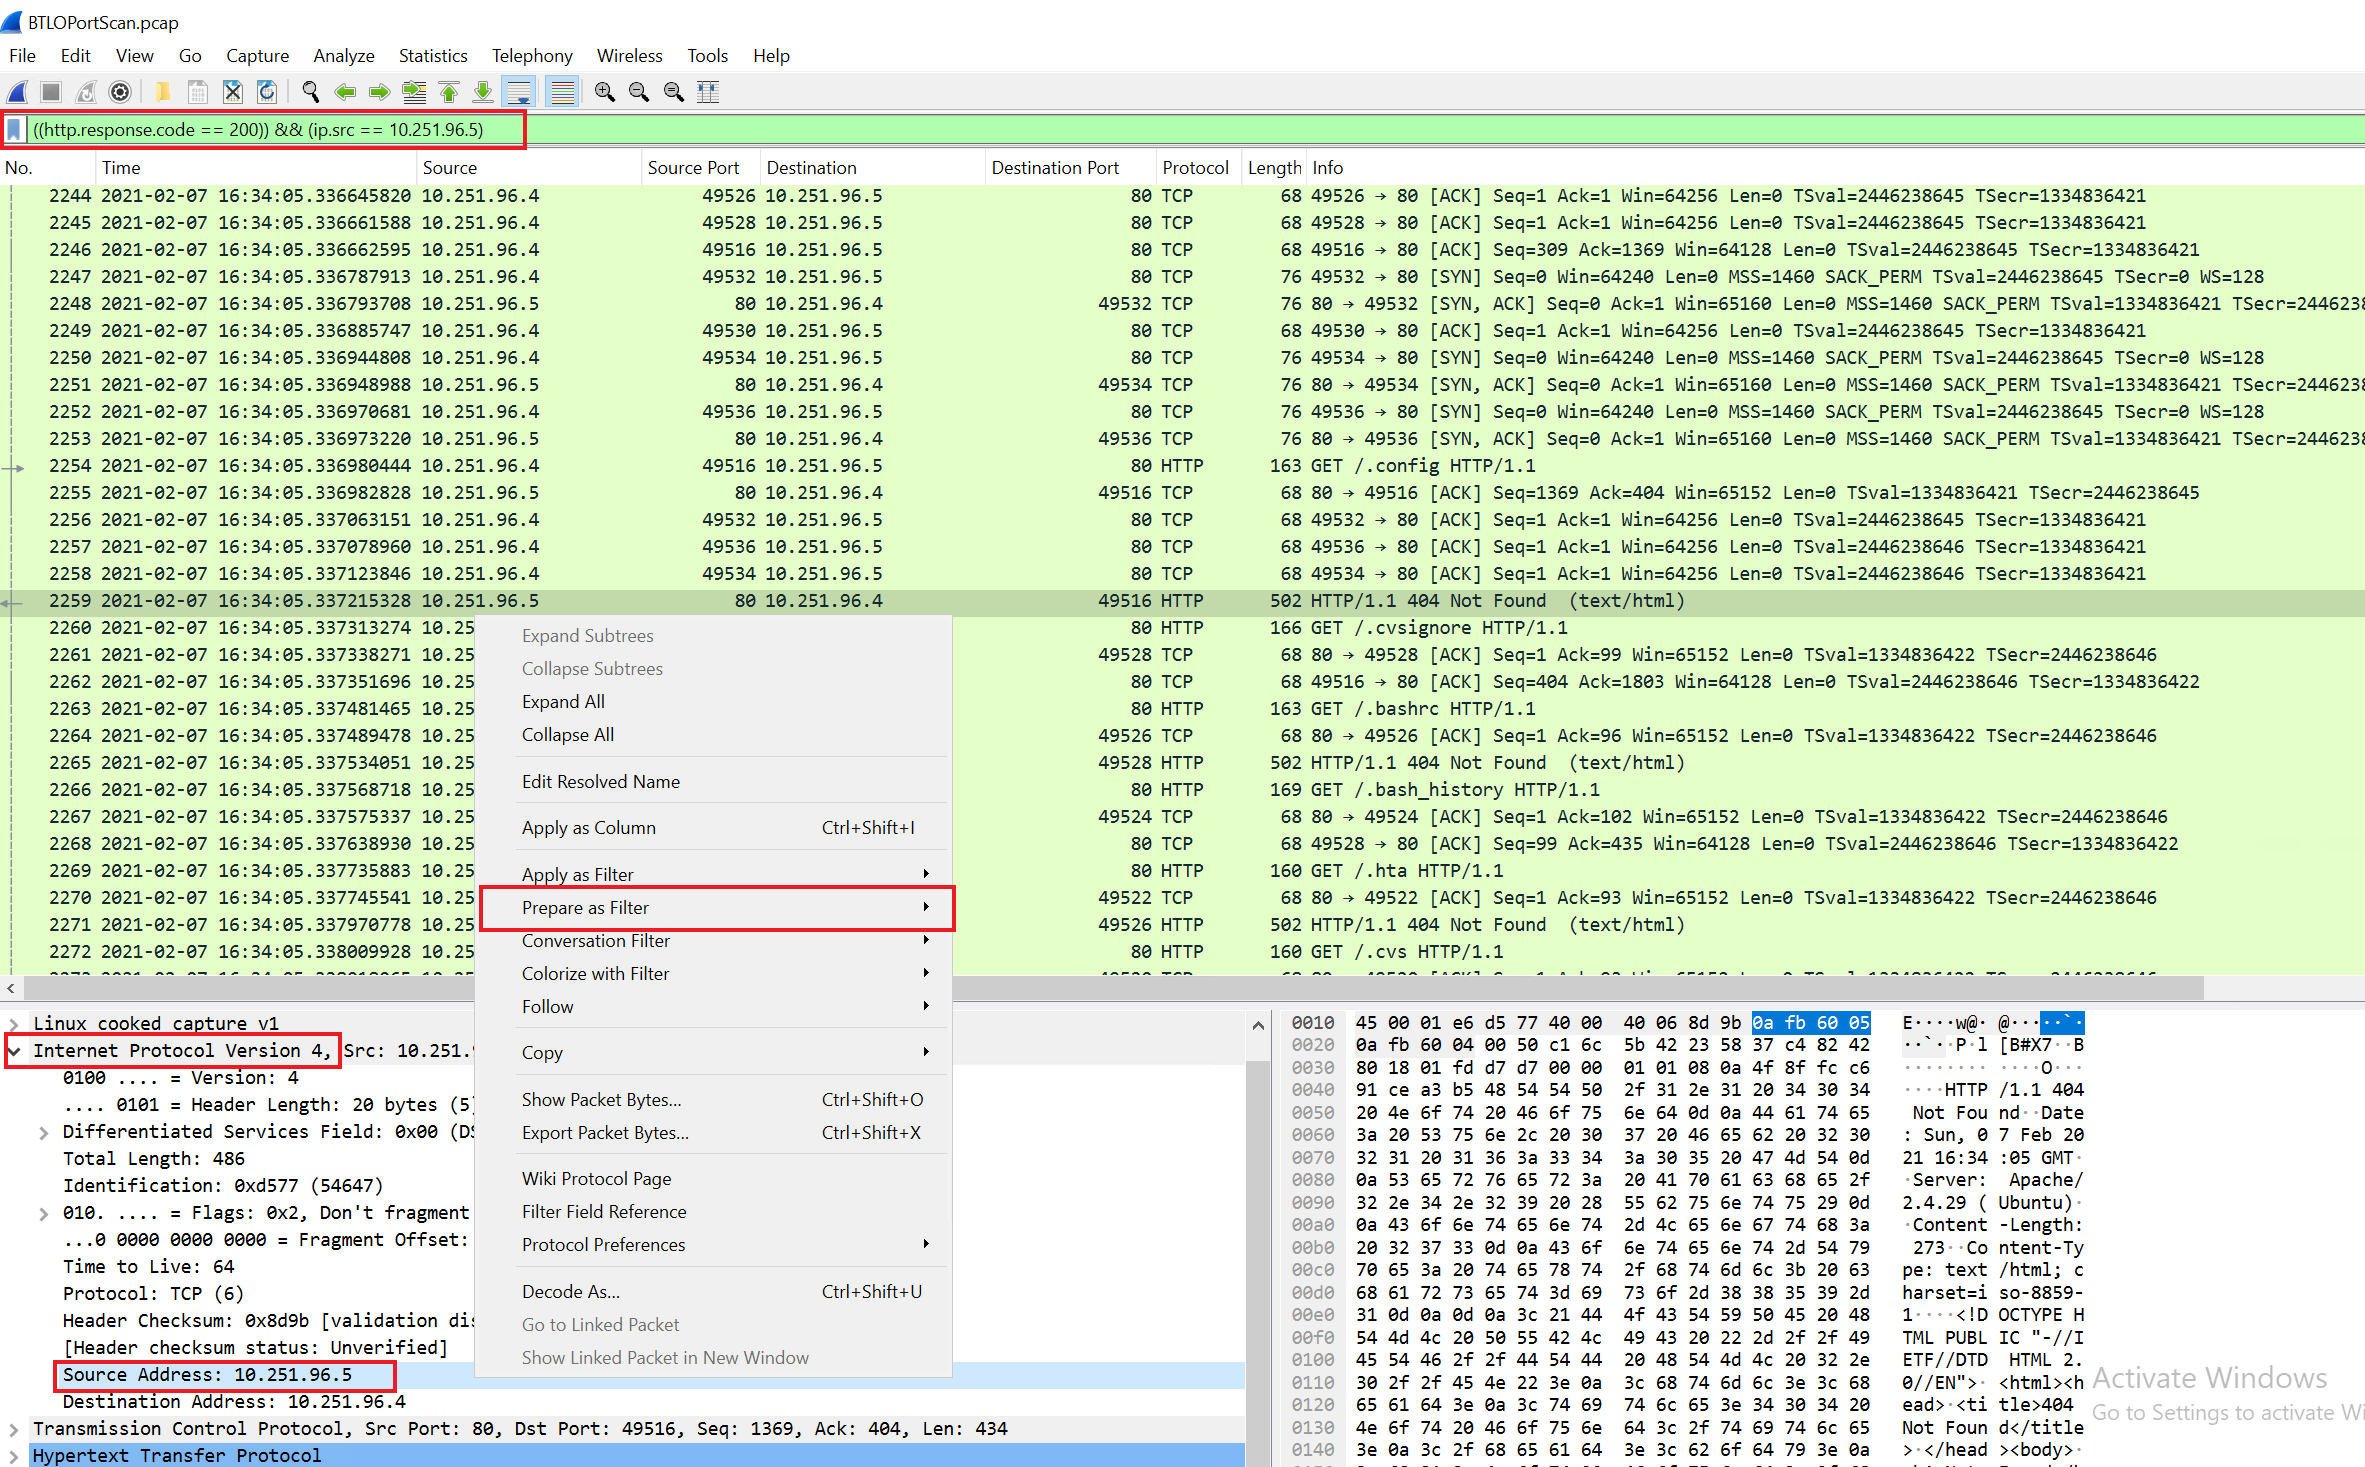 BTLOPortScan.pcap
File Edit View Go Capture Analyze Statistics Telephony Wireless Tools Help
((http.response.code == 200)) && (ip.src == 10.251.96.5)
No. Time Source Source Port Destination Destination Port Protocol Length Info
2244 2021-02-07 16:34:05.336645820 10.251.96.4 49526 10.251.96.5 80 TCP 68 49526 → 80 [ACK] Seq=1 Ack=1 Win=64256 Len=0 TSval=2446238645 TSecr=1334836421
2245 2021-02-07 16:34:05.336661588 10.251.96.4 49528 10.251.96.5 80 TCP 68 49528 → 80 [ACK] Seq=1 Ack=1 Win=64256 Len=0 TSval=2446238645 TSecr=1334836421
2246 2021-02-07 16:34:05.336662595 10.251.96.4 49516 10.251.96.5 80 TCP 68 49516 → 80 [ACK] Seq=309 Ack=1369 Win=64128 Len=0 TSval=2446238645 TSecr=1334836421
2247 2021-02-07 16:34:05.336787913 10.251.96.4 49532 10.251.96.5 80 TCP 76 49532 → 80 [SYN] Seq=0 Win=64240 Len=0 MSS=1460 SACK_PERM TSval=2446238645 TSecr=0 WS=128
2248 2021-02-07 16:34:05.336793708 10.251.96.5 80 10.251.96.4 49532 TCP 76 80 → 49532 [SYN, ACK] Seq=0 Ack=1 Win=65160 Len=0 MSS=1460 SACK_PERM TSval=1334836421 TSecr=2446238
2249 2021-02-07 16:34:05.336885747 10.251.96.4 49530 10.251.96.5 80 TCP 68 49530 → 80 [ACK] Seq=1 Ack=1 Win=64256 Len=0 TSval=2446238645 TSecr=1334836421
2250 2021-02-07 16:34:05.336944808 10.251.96.4 49534 10.251.96.5 80 TCP 76 49534 → 80 [SYN] Seq=0 Win=64240 Len=0 MSS=1460 SACK_PERM TSval=2446238645 TSecr=0 WS=128
2251 2021-02-07 16:34:05.336948988 10.251.96.5 80 10.251.96.4 49534 TCP 76 80 → 49534 [SYN, ACK] Seq=0 Ack=1 Win=65160 Len=0 MSS=1460 SACK_PERM TSval=1334836421 TSecr=2446238
2252 2021-02-07 16:34:05.336970681 10.251.96.4 49536 10.251.96.5 80 TCP 76 49536 → 80 [SYN] Seq=0 Win=64240 Len=0 MSS=1460 SACK_PERM TSval=2446238645 TSecr=0 WS=128
2253 2021-02-07 16:34:05.336973220 10.251.96.5 80 10.251.96.4 49536 TCP 76 80 → 49536 [SYN, ACK] Seq=0 Ack=1 Win=65160 Len=0 MSS=1460 SACK_PERM TSval=1334836421 TSecr=2446238
2254 2021-02-07 16:34:05.336980444 10.251.96.4 49516 10.251.96.5 80 HTTP 163 GET /.config HTTP/1.1
2255 2021-02-07 16:34:05.336982828 10.251.96.5 80 10.251.96.4 49516 TCP 68 80 → 49516 [ACK] Seq=1369 Ack=404 Win=65152 Len=0 TSval=1334836421 TSecr=2446238645
2256 2021-02-07 16:34:05.337063151 10.251.96.4 49532 10.251.96.5 80 TCP 68 49532 → 80 [ACK] Seq=1 Ack=1 Win=64256 Len=0 TSval=2446238645 TSecr=1334836421
2257 2021-02-07 16:34:05.337078960 10.251.96.4 49536 10.251.96.5 80 TCP 68 49536 → 80 [ACK] Seq=1 Ack=1 Win=64256 Len=0 TSval=2446238646 TSecr=1334836421
2258 2021-02-07 16:34:05.337123846 10.251.96.4 49534 10.251.96.5 80 TCP 68 49534 → 80 [ACK] Seq=1 Ack=1 Win=64256 Len=0 TSval=2446238646 TSecr=1334836421
2259 2021-02-07 16:34:05.337215328 10.251.96.5 80 10.251.96.4 49516 HTTP 502 HTTP/1.1 404 Not Found (text/html)
2260 2021-02-07 16:34:05.337313274 10.25 80 HTTP 166 GET /.cvsignore HTTP/1.1
2261 2021-02-07 16:34:05.337338271 10.25 49528 TCP 68 80 → 49528 [ACK] Seq=1 Ack=99 Win=65152 Len=0 TSval=1334836422 TSecr=2446238646
2262 2021-02-07 16:34:05.337351696 10.25 80 TCP 68 49516 → 80 [ACK] Seq=404 Ack=1803 Win=64128 Len=0 TSval=2446238646 TSecr=1334836422
2263 2021-02-07 16:34:05.337481465 10.25 80 HTTP 163 GET /.bashrc HTTP/1.1
2264 2021-02-07 16:34:05.337489478 10.25 49526 TCP 68 80 → 49526 [ACK] Seq=1 Ack=96 Win=65152 Len=0 TSval=1334836422 TSecr=2446238646
2265 2021-02-07 16:34:05.337534051 10.25 49528 HTTP 502 HTTP/1.1 404 Not Found (text/html)
2266 2021-02-07 16:34:05.337568718 10.25 80 HTTP 169 GET /.bash_history HTTP/1.1
2267 2021-02-07 16:34:05.337575337 10.25 49524 TCP 68 80 → 49524 [ACK] Seq=1 Ack=102 Win=65152 Len=0 TSval=1334836422 TSecr=2446238646
2268 2021-02-07 16:34:05.337638930 10.25 80 TCP 68 49528 → 80 [ACK] Seq=99 Ack=435 Win=64128 Len=0 TSval=2446238646 TSecr=1334836422
2269 2021-02-07 16:34:05.337735883 10.25 80 HTTP 160 GET /.hta HTTP/1.1
2270 2021-02-07 16:34:05.337745541 10.25 49522 TCP 68 80 → 49522 [ACK] Seq=1 Ack=93 Win=65152 Len=0 TSval=1334836422 TSecr=2446238646
2271 2021-02-07 16:34:05.337970778 10.25 49526 HTTP 502 HTTP/1.1 404 Not Found (text/html)
2272 2021-02-07 16:34:05.338009928 10.25 80 HTTP 160 GET /.cvs HTTP/1.1
Expand Subtrees
Collapse Subtrees
Expand All
Collapse All
Edit Resolved Name
Apply as Column Ctrl+Shift+I
Apply as Filter
Prepare as Filter
Conversation Filter
Colorize with Filter
Follow
Copy
Show Packet Bytes... Ctrl+Shift+O
Export Packet Bytes... Ctrl+Shift+X
Wiki Protocol Page
Filter Field Reference
Protocol Preferences
Decode As... Ctrl+Shift+U
Go to Linked Packet
Show Linked Packet in New Window
Linux cooked capture v1
Internet Protocol Version 4, Src: 10.251.9
0100 .... = Version: 4
.... 0101 = Header Length: 20 bytes (5)
Differentiated Services Field: 0x00 (DS
Total Length: 486
Identification: 0xd577 (54647)
010. .... = Flags: 0x2, Don't fragment
...0 0000 0000 0000 = Fragment Offset:
Time to Live: 64
Protocol: TCP (6)
Header Checksum: 0x8d9b [validation dis
[Header checksum status: Unverified]
Source Address: 10.251.96.5
Destination Address: 10.251.96.4
Transmission Control Protocol, Src Port: 80, Dst Port: 49516, Seq: 1369, Ack: 404, Len: 434
Hypertext Transfer Protocol
0010 45 00 01 e6 d5 77 40 00 40 06 8d 9b 0a fb 60 05 E····w@· @·····`·
0020 0a fb 60 04 00 50 c1 6c 5b 42 23 58 37 c4 82 42 ··`··P·l [B#X7··B
0030 80 18 01 fd d7 d7 00 00 01 01 08 0a 4f 8f fc c6 ········ ····O···
0040 91 ce a3 b5 48 54 54 50 2f 31 2e 31 20 34 30 34 ····HTTP /1.1 404
0050 20 4e 6f 74 20 46 6f 75 6e 64 0d 0a 44 61 74 65 Not Fou nd··Date
0060 3a 20 53 75 6e 2c 20 30 37 20 46 65 62 20 32 30 : Sun, 0 7 Feb 20
0070 32 31 20 31 36 3a 33 34 3a 30 35 20 47 4d 54 0d 21 16:34 :05 GMT·
0080 0a 53 65 72 76 65 72 3a 20 41 70 61 63 68 65 2f ·Server: Apache/
0090 32 2e 34 2e 32 39 20 28 55 62 75 6e 74 75 29 0d 2.4.29 ( Ubuntu)·
00a0 0a 43 6f 6e 74 65 6e 74 2d 4c 65 6e 67 74 68 3a ·Content -Length:
00b0 20 32 37 33 0d 0a 43 6f 6e 74 65 6e 74 2d 54 79 273··Co ntent-Ty
00c0 70 65 3a 20 74 65 78 74 2f 68 74 6d 6c 3b 20 63 pe: text /html; c
00d0 68 61 72 73 65 74 3d 69 73 6f 2d 38 38 35 39 2d harset=i so-8859-
00e0 31 0d 0a 0d 0a 3c 21 44 4f 43 54 59 50 45 20 48 1····<!D OCTYPE H
00f0 54 4d 4c 20 50 55 42 4c 49 43 20 22 2d 2f 2f 49 TML PUBL IC "-//I
0100 45 54 46 2f 2f 44 54 44 20 48 54 4d 4c 20 32 2e ETF//DTD HTML 2.
0110 30 2f 2f 45 4e 22 3e 0a 3c 68 74 6d 6c 3e 3c 68 0//EN">· <html><h
0120 65 61 64 3e 0a 3c 74 69 74 6c 65 3e 34 30 34 20 ead>·<ti tle>404
0130 4e 6f 74 20 46 6f 75 6e 64 3c 2f 74 69 74 6c 65 Not Foun d</title
0140 3e 0a 3c 2f 68 65 61 64 3e 3c 62 6f 64 79 3e 0a >·</head ><body>·
Activate Windows
Go to Settings to activate Wi